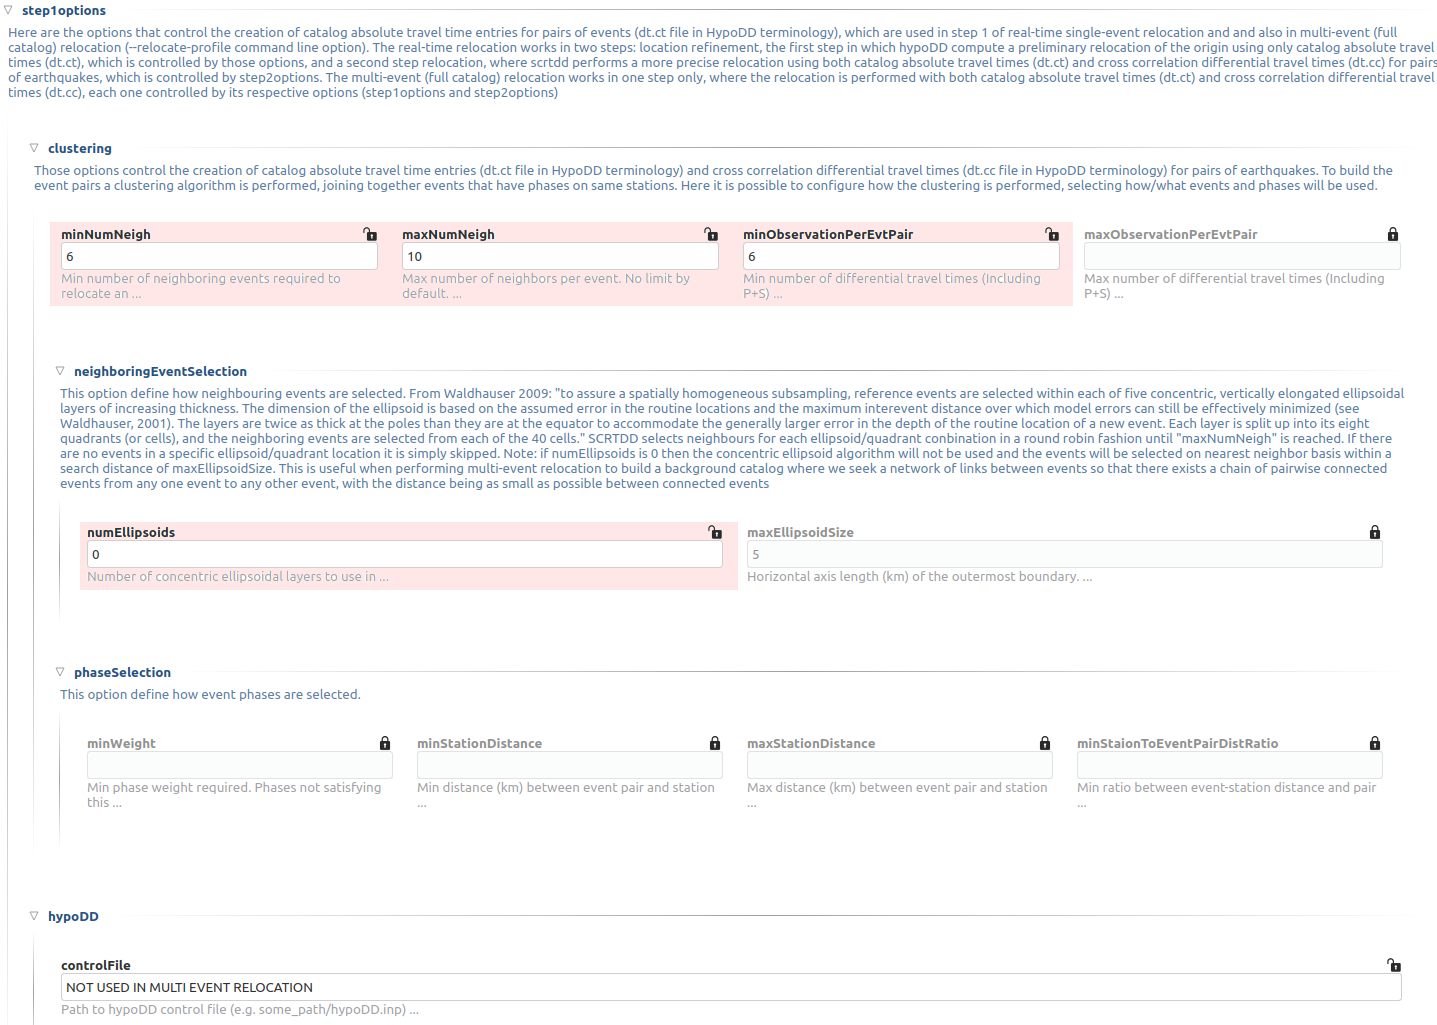 step1options
Here are the options that control the creation of catalog absolute travel time entries for pairs of events (dt.ct file in HypoDD terminology), which are used in step 1 of real-time single-event relocation and and also in multi-event (full
catalog) relocation (--relocate-profile command line option). The real-time relocation works in two steps: location refinement, the first step in which hypoDD compute a preliminary relocation of the origin using only catalog absolute travel
times (dt.ct), which is controlled by those options, and a second step relocation, where scrtdd performs a more precise relocation using both catalog absolute travel times (dt.ct) and cross correlation differential travel times (dt.cc) for pairs
of earthquakes, which is controlled by step2options. The multi-event (full catalog) relocation works in one step only, where the relocation is performed with both catalog absolute travel times (dt.ct) and cross correlation differential travel
times (dt.cc), each one controlled by its respective options (step1options and step2options)
clustering
Those options control the creation of catalog absolute travel time entries (dt.ct file in HypoDD terminology) and cross correlation differential travel times (dt.cc file in HypoDD terminology) for pairs of earthquakes. To build the
event pairs a clustering algorithm is performed, joining together events that have phases on same stations. Here it is possible to configure how the clustering is performed, selecting how/what events and phases will be used.
minNumNeigh maxNumNeigh minObservationPerEvtPair maxObservationPerEvtPair
6 10 6
Min number of neighboring events required to Max number of neighbors per event. No limit by Min number of differential travel times (Including Max number of differential travel times (Including
relocate an ... default. ... P+S) ... P+S) ...
neighboringEventSelection
This option define how neighbouring events are selected. From Waldhauser 2009: "to assure a spatially homogeneous subsampling, reference events are selected within each of five concentric, vertically elongated ellipsoidal
layers of increasing thickness. The dimension of the ellipsoid is based on the assumed error in the routine locations and the maximum interevent distance over which model errors can still be effectively minimized (see
Waldhauser, 2001). The layers are twice as thick at the poles than they are at the equator to accommodate the generally larger error in the depth of the routine location of a new event. Each layer is split up into its eight
quadrants (or cells), and the neighboring events are selected from each of the 40 cells." SCRTDD selects neighbours for each ellipsoid/quadrant conbination in a round robin fashion until "maxNumNeigh" is reached. If there
are no events in a specific ellipsoid/quadrant location it is simply skipped. Note: if numEllipsoids is 0 then the concentric ellipsoid algorithm will not be used and the events will be selected on nearest neighbor basis within a
search distance of maxEllipsoidSize. This is useful when performing multi-event relocation to build a background catalog where we seek a network of links between events so that there exists a chain of pairwise connected
events from any one event to any other event, with the distance being as small as possible between connected events
numEllipsoids maxEllipsoidSize
0 5
Number of concentric ellipsoidal layers to use in ... Horizontal axis length (km) of the outermost boundary. ...
phaseSelection
This option define how event phases are selected.
minWeight minStationDistance maxStationDistance minStaionToEventPairDistRatio
Min phase weight required. Phases not satisfying Min distance (km) between event pair and station Max distance (km) between event pair and station Min ratio between event-station distance and pair
this ... ... ... ...
hypoDD
controlFile
NOT USED IN MULTI EVENT RELOCATION
Path to hypoDD control file (e.g. some_path/hypoDD.inp) ...